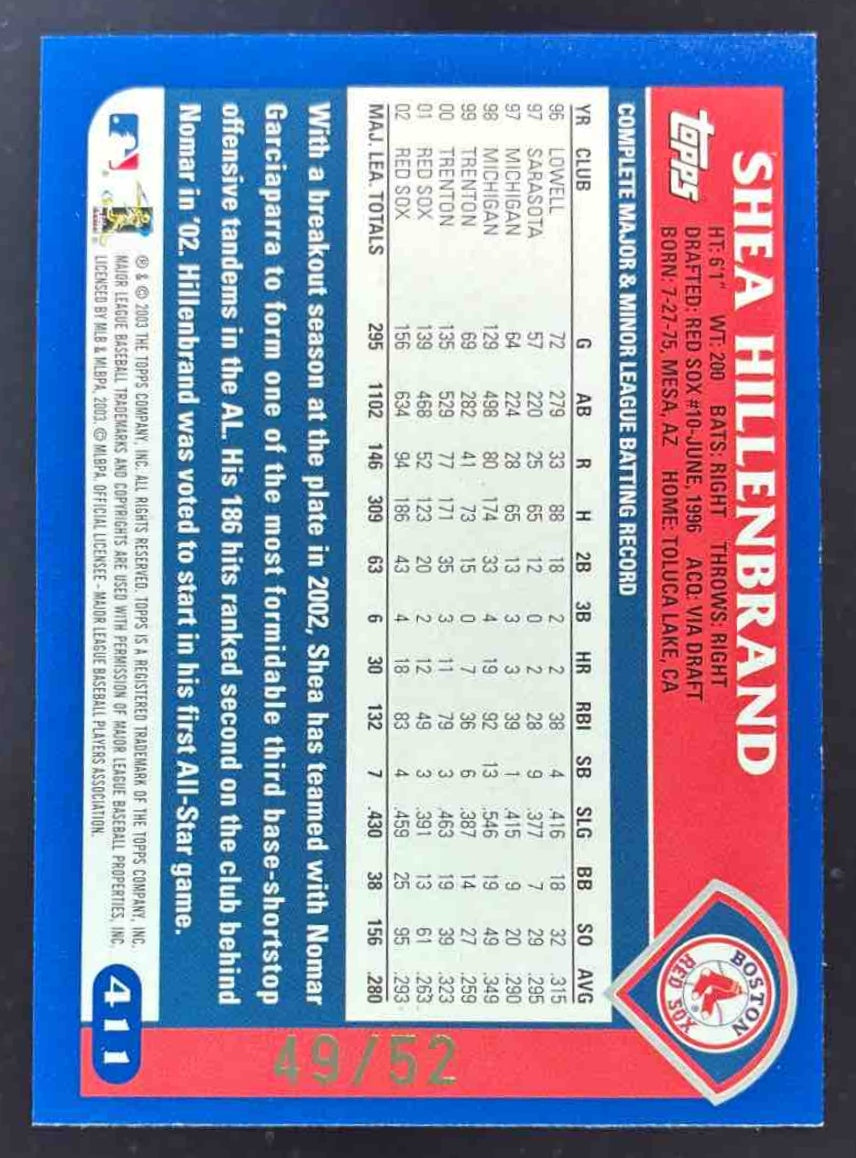 SHEA HILLENBRAND
topps
HT: 6'1" WT: 200 BATS: RIGHT THROWS: RIGHT
DRAFTED: RED SOX #10-JUNE, 1996 ACQ: VIA DRAFT
BORN: 7-27-75, MESA, AZ HOME: TOLUCA LAKE, CA
BOSTON
RED SOX
COMPLETE MAJOR & MINOR LEAGUE BATTING RECORD
YR CLUB G AB R H 2B 3B HR RBI SB SLG BB SO AVG
96 LOWELL 72 279 33 88 18 2 2 38 4 .416 18 32 .315
97 SARASOTA 57 220 25 65 12 0 2 28 9 .377 7 29 .295
97 MICHIGAN 64 224 28 65 13 3 3 39 1 .415 9 20 .290
98 MICHIGAN 129 498 80 174 33 4 19 92 13 .546 19 49 .349
99 TRENTON 69 282 41 73 15 0 7 36 6 .387 14 27 .259
00 TRENTON 135 529 77 171 35 3 11 79 3 .463 19 39 .323
01 RED SOX 139 468 52 123 20 2 12 49 3 .391 13 61 .263
02 RED SOX 156 634 94 186 43 4 18 83 4 .459 25 95 .293
MAJ. LEA. TOTALS 295 1102 146 309 63 6 30 132 7 .430 38 156 .280
With a breakout season at the plate in 2002, Shea has teamed with Nomar
Garciaparra to form one of the most formidable third base-shortstop
offensive tandems in the AL. His 186 hits ranked second on the club behind
Nomar in '02. Hillenbrand was voted to start in his first All-Star game.
® & © 2003 THE TOPPS COMPANY, INC. ALL RIGHTS RESERVED. TOPPS IS A REGISTERED TRADEMARK OF THE TOPPS COMPANY, INC.
MAJOR LEAGUE BASEBALL TRADEMARKS AND COPYRIGHTS ARE USED WITH PERMISSION OF MAJOR LEAGUE BASEBALL PROPERTIES, INC.
LICENSED BY MLB & MLBPA, 2003. © MLBPA. OFFICIAL LICENSEE - MAJOR LEAGUE BASEBALL PLAYERS ASSOCIATION.
411
49/52